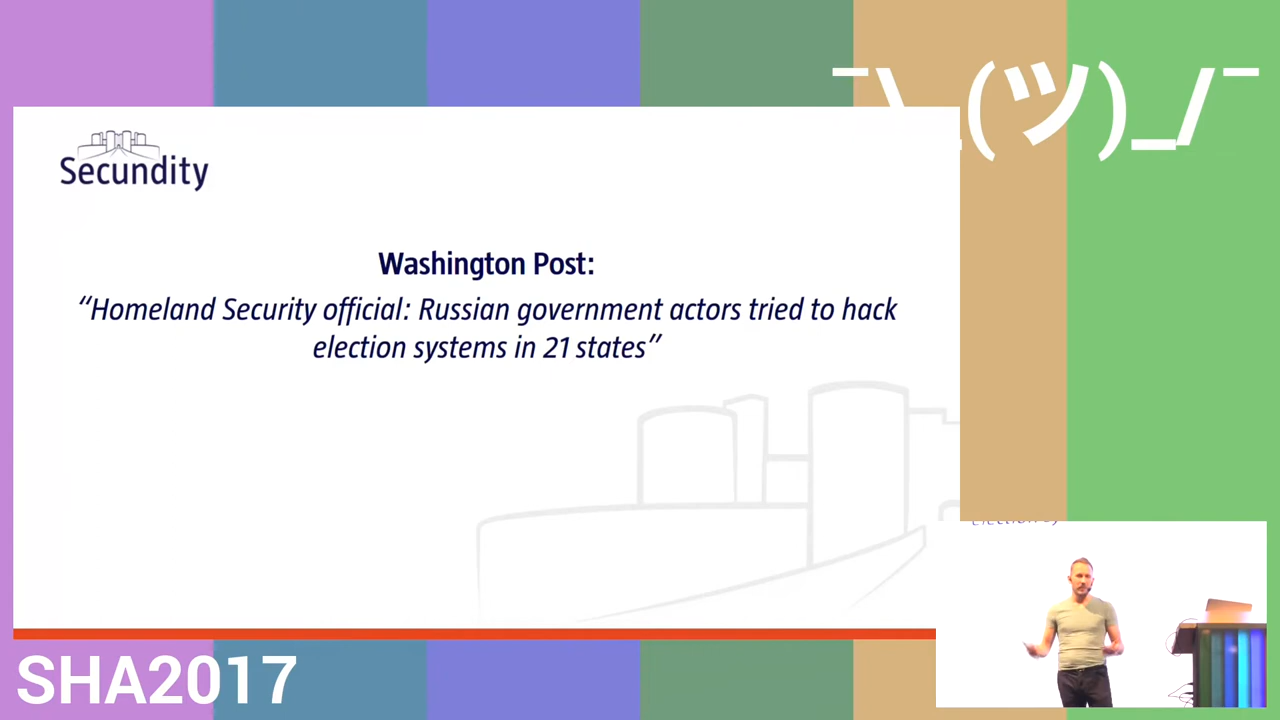 ¯\_(ツ)_/¯
Secundity
Washington Post:
“Homeland Security official: Russian government actors tried to hack
election systems in 21 states”
SHA2017